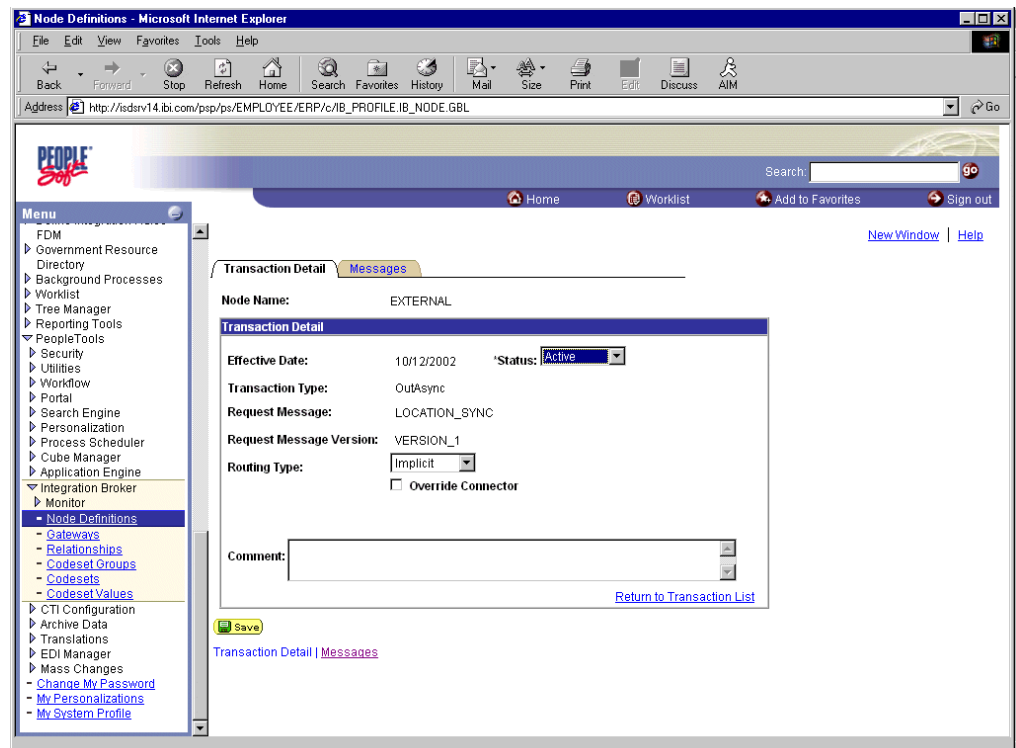 Node Definitions - Microsoft Internet Explorer
File Edit View Favorites Tools Help
Back Forward Stop Refresh Home Search Favorites History Mail Size Print Edit Discuss AIM
Address http://isdsrv14.ibi.com/psp/ps/EMPLOYEE/ERP/c/IB_PROFILE.IB_NODE.GBL Go
PEOPLE Soft
Search: go
Home Worklist Add to Favorites Sign out
Menu
FDM
Government Resource
Directory
Background Processes
Worklist
Tree Manager
Reporting Tools
PeopleTools
Security
Utilities
Workflow
Portal
Search Engine
Personalization
Process Scheduler
Cube Manager
Application Engine
Integration Broker
Monitor
- Node Definitions
- Gateways
- Relationships
- Codeset Groups
- Codesets
- Codeset Values
CTI Configuration
Archive Data
Translations
EDI Manager
Mass Changes
- Change My Password
- My Personalizations
- My System Profile
New Window | Help
Transaction Detail Messages
Node Name: EXTERNAL
Transaction Detail
Effective Date: 10/12/2002 *Status: Active
Transaction Type: OutAsync
Request Message: LOCATION_SYNC
Request Message Version: VERSION_1
Routing Type: Implicit
Override Connector
Comment:
Return to Transaction List
Save
Transaction Detail | Messages